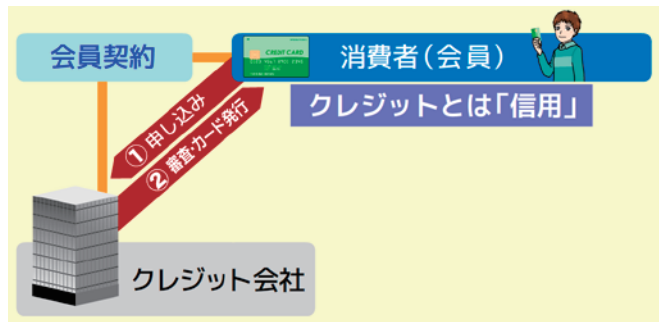 会員契約
CREDIT CARD
消費者（会員）
クレジットとは「信用」
①申し込み
②審査・カード発行
クレジット会社